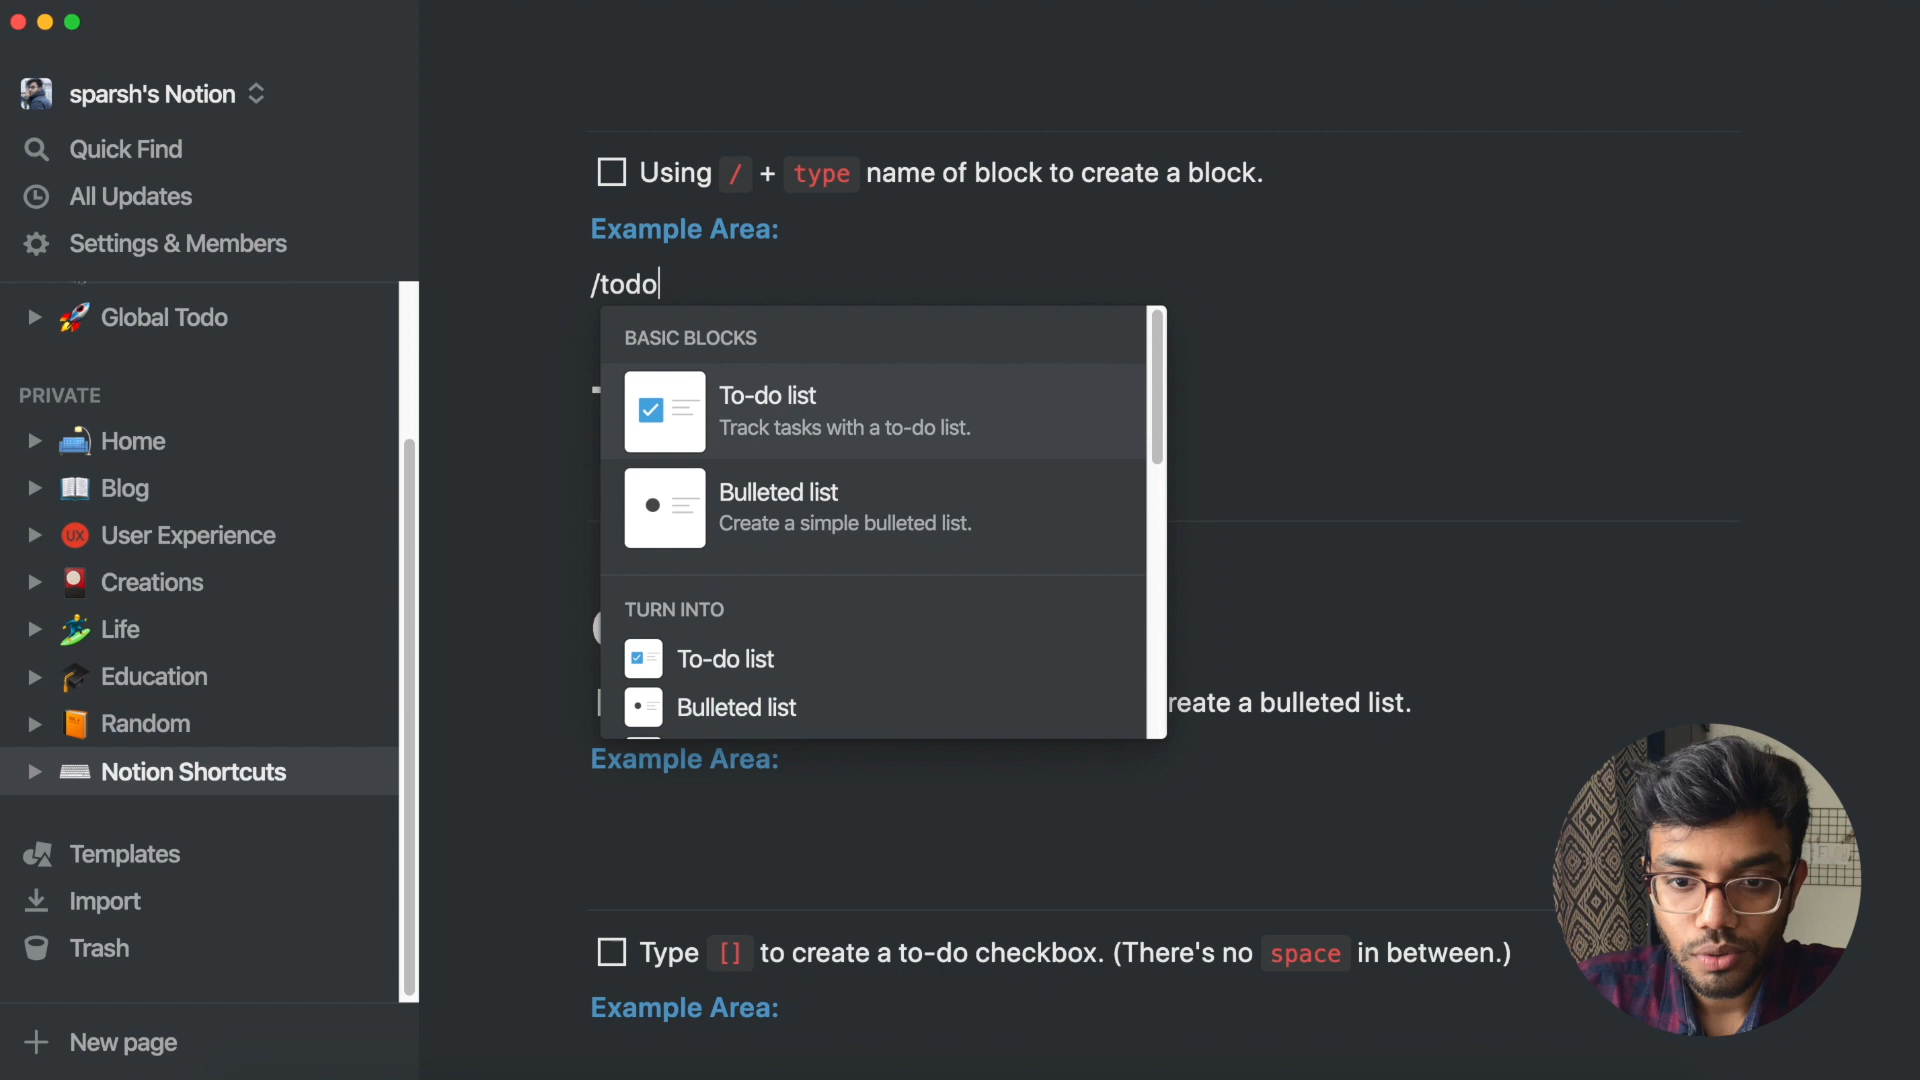 sparsh's Notion
Quick Find
All Updates
Settings & Members
Global Todo
PRIVATE
Home
Blog
UX
User Experience
Creations
Life
Education
Random
Notion Shortcuts
Templates
Import
Trash
New page
Using / + type name of block to create a block.
Example Area:
/todo
BASIC BLOCKS
To-do list
Track tasks with a to-do list.
Bulleted list
Create a simple bulleted list.
TURN INTO
To-do list
Bulleted list
reate a bulleted list.
Example Area:
Type [] to create a to-do checkbox. (There's no space in between.)
Example Area: